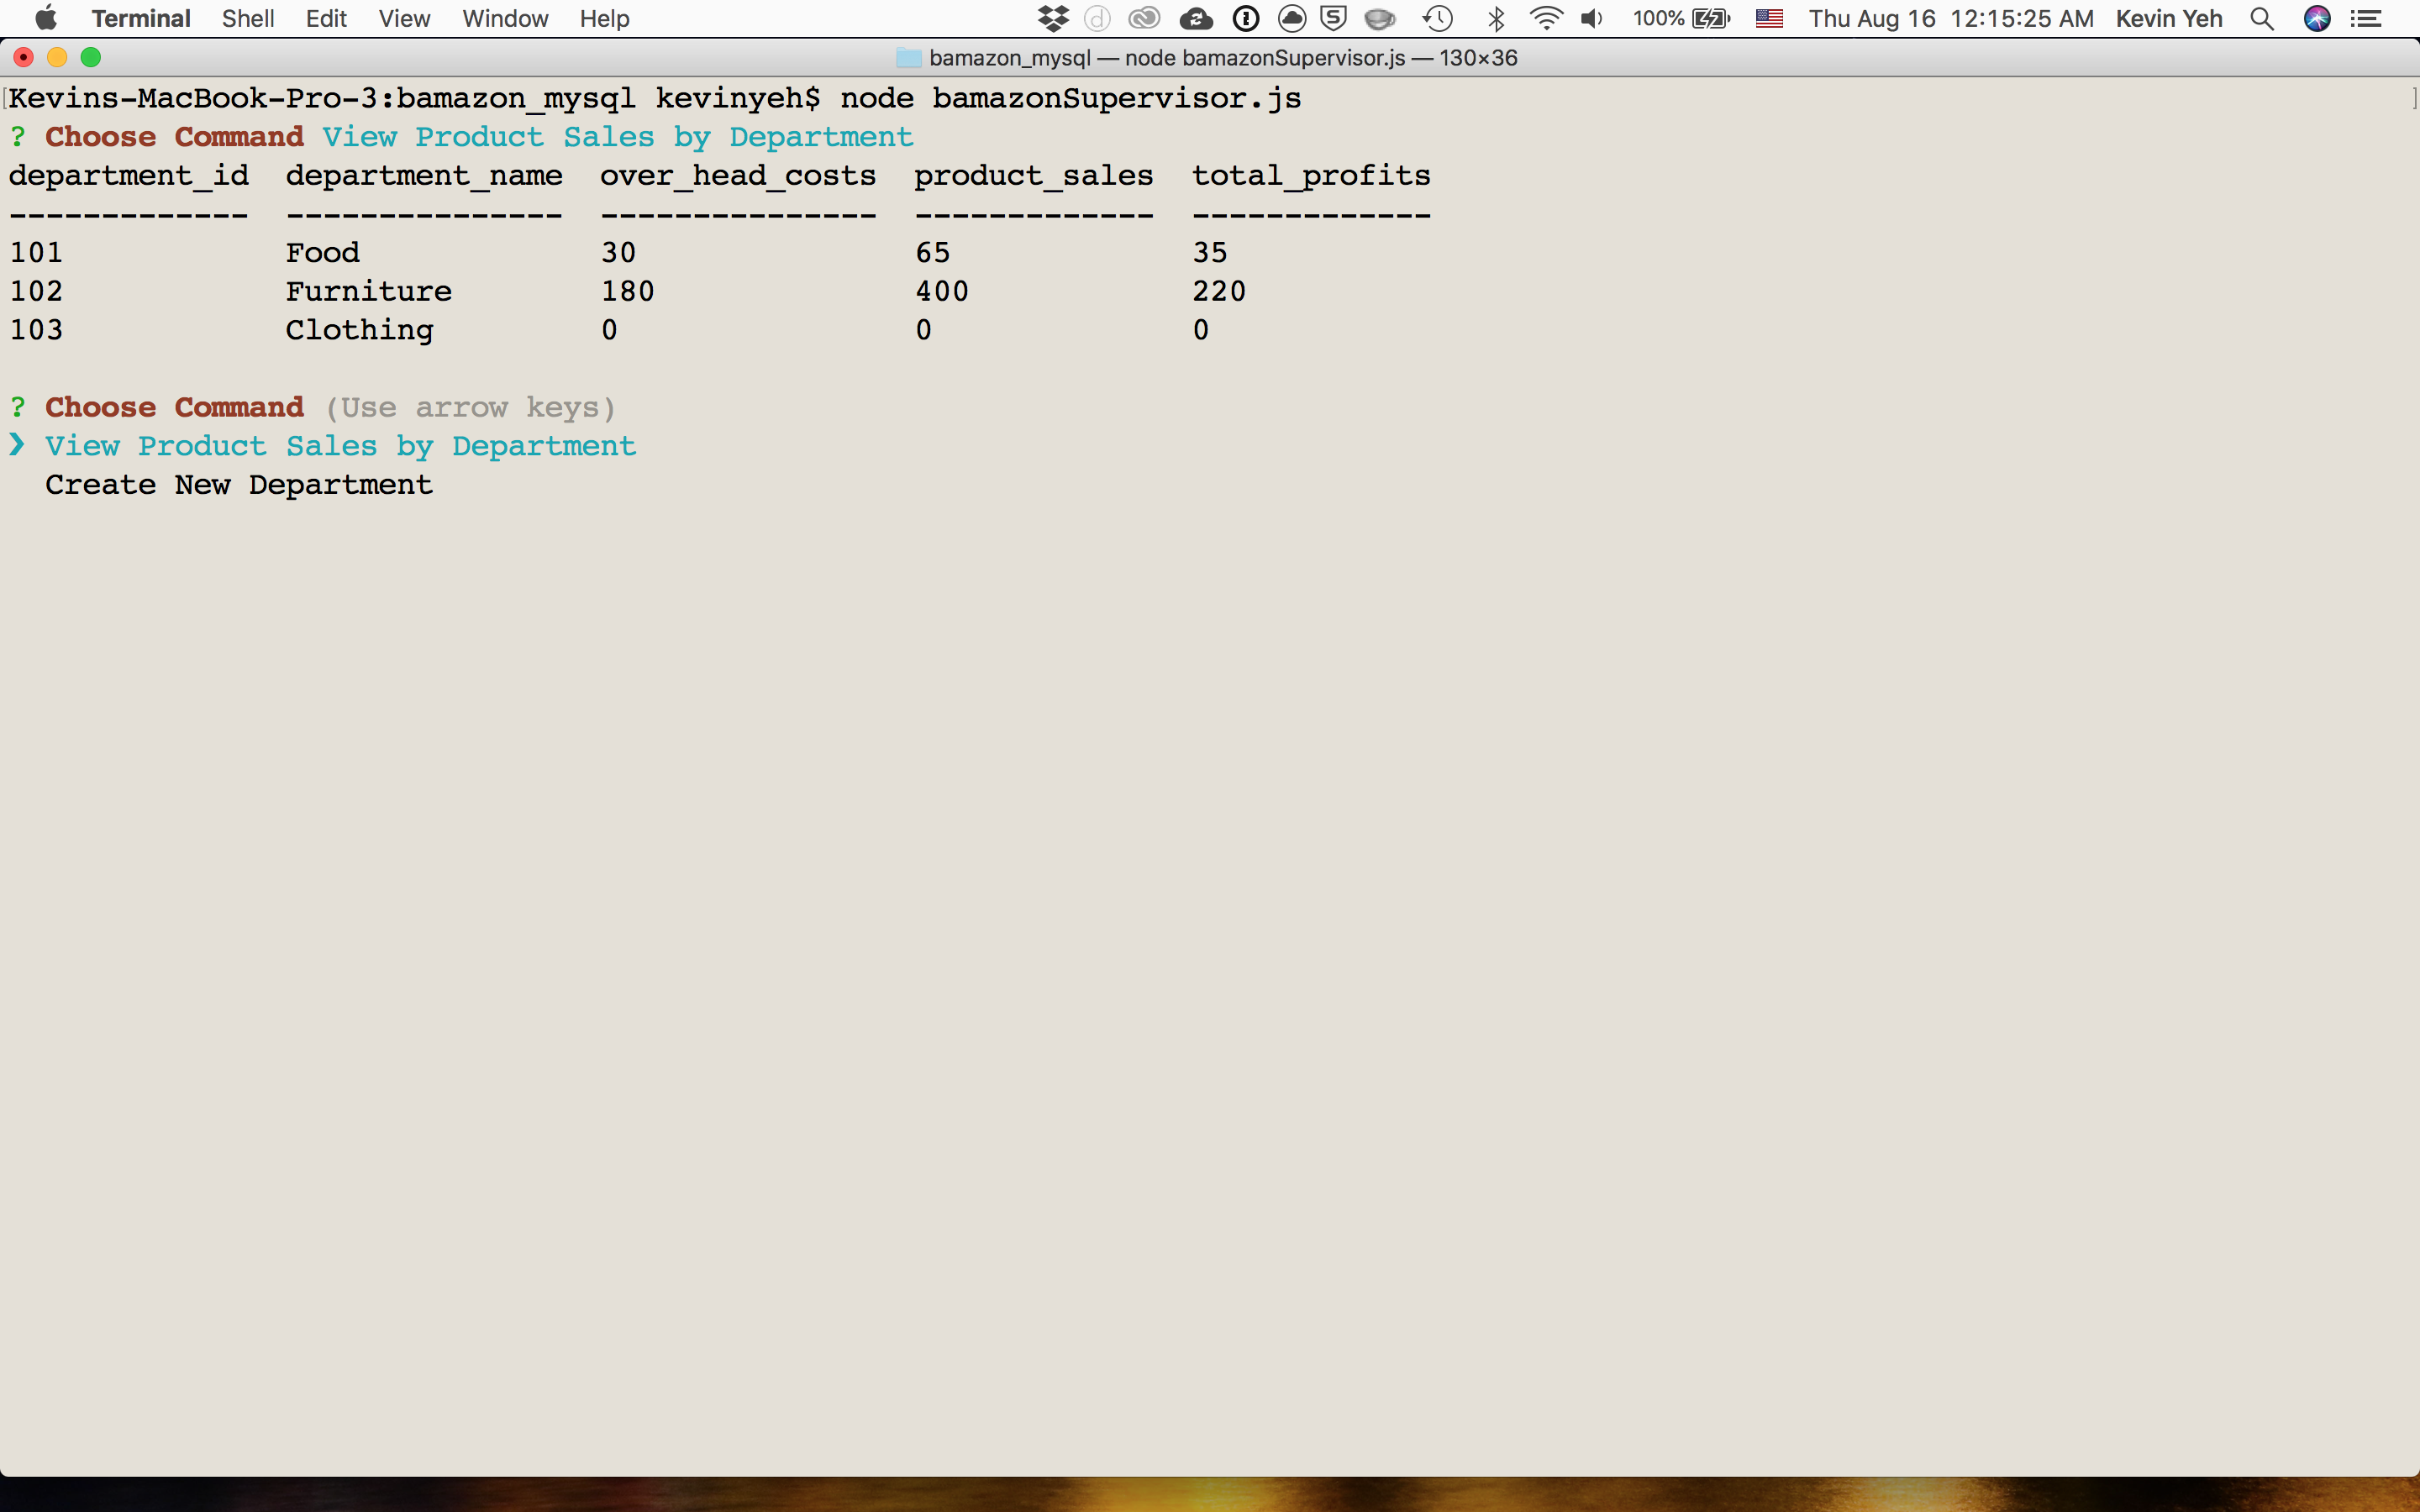 Terminal Shell Edit View Window Help 100% Thu Aug 16 12:15:25 AM Kevin Yeh
bamazon_mysql — node bamazonSupervisor.js — 130×36
Kevins-MacBook-Pro-3:bamazon_mysql kevinyeh$ node bamazonSupervisor.js
? Choose Command View Product Sales by Department
department_id department_name over_head_costs product_sales total_profits
------------- --------------- --------------- ------------- -------------
101 Food 30 65 35
102 Furniture 180 400 220
103 Clothing 0 0 0
? Choose Command (Use arrow keys)
❯ View Product Sales by Department
Create New Department